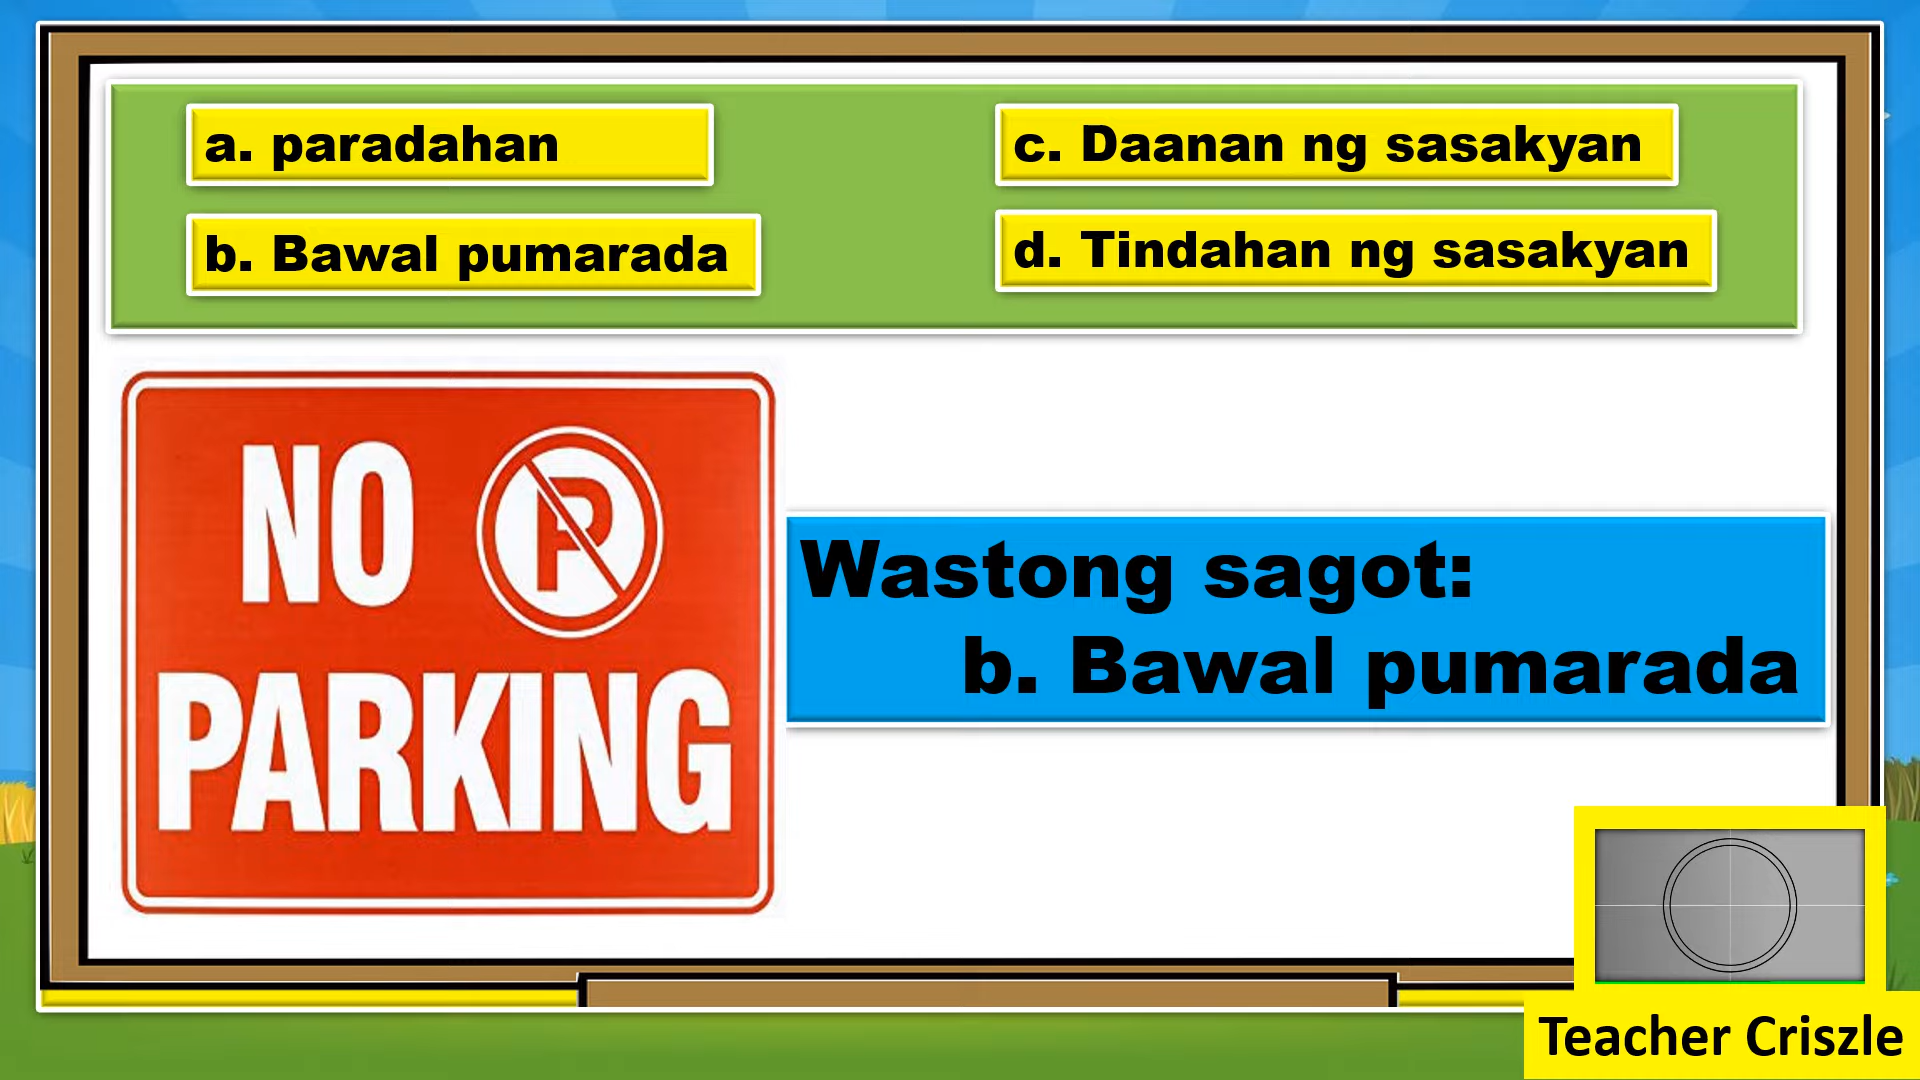 a. paradahan
c. Daanan ng sasakyan
b. Bawal pumarada
d. Tindahan ng sasakyan
NO P
PARKING
Wastong sagot:
b. Bawal pumarada
Teacher Criszle